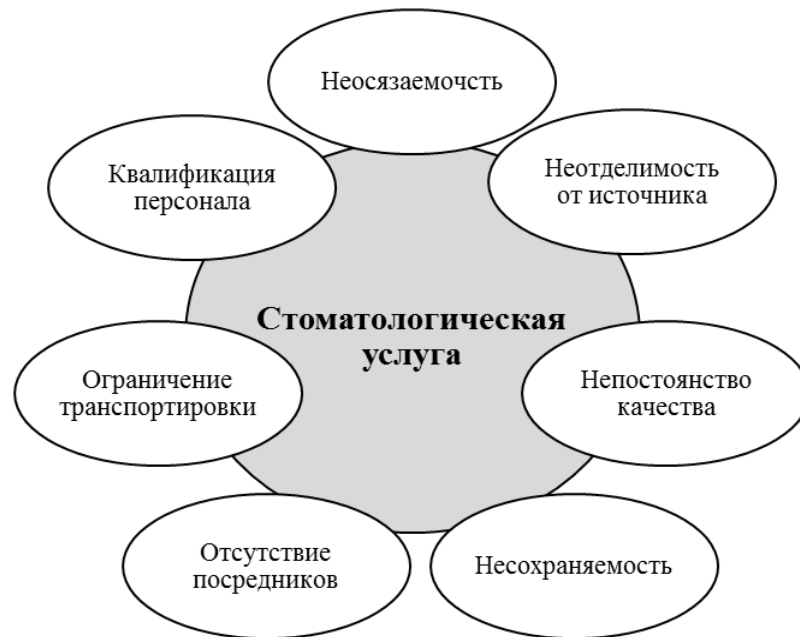 Неосязаемочсть
Квалификация
персонала
Неотделимость
от источника
Стоматологическая
услуга
Ограничение
транспортировки
Непостоянство
качества
Отсутствие
посредников
Несохраняемость